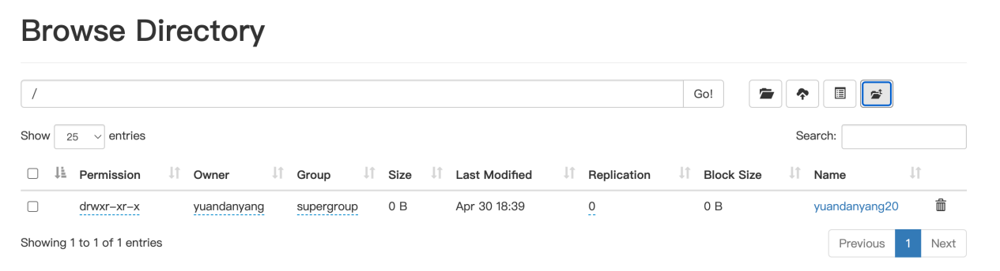 Browse Directory
/ Go!
Show 25 entries Search:
Permission Owner Group Size Last Modified Replication Block Size Name
drwxr-xr-x yuandanyang supergroup 0 B Apr 30 18:39 0 0 B yuandanyang20
Showing 1 to 1 of 1 entries Previous 1 Next